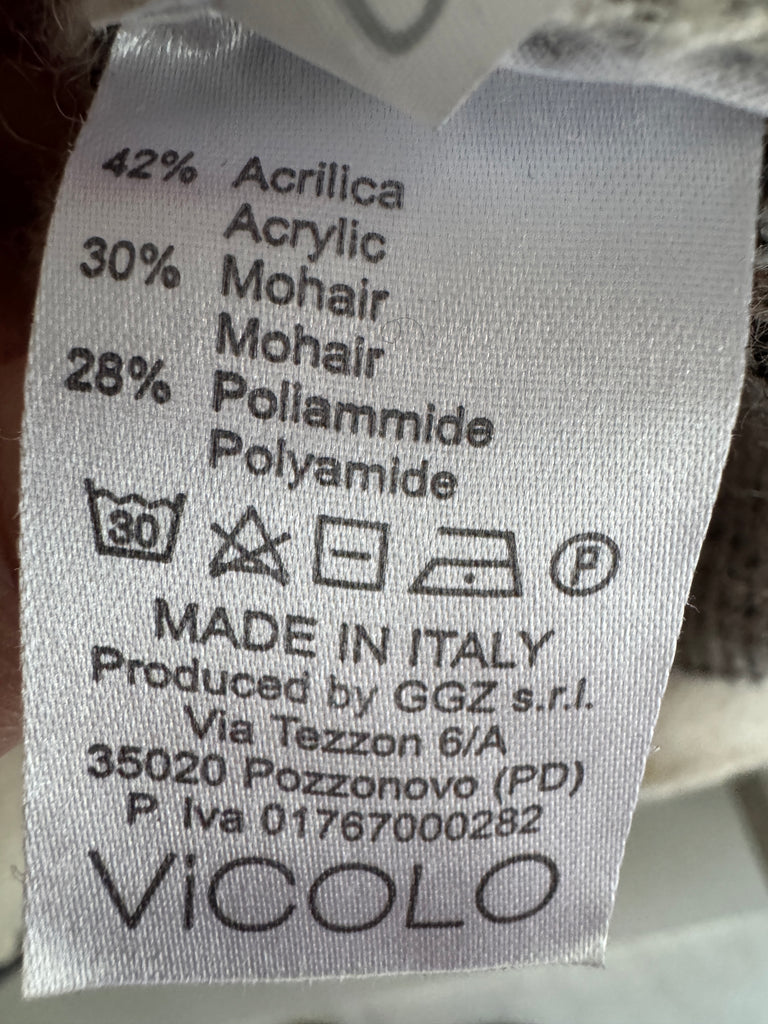 42% Acrilica
Acrylic
30% Mohair
Mohair
28% Poliammide
Polyamide
30
P
MADE IN ITALY
Produced by GGZ s.r.l.
Via Tezzon 6/A
35020 Pozzonovo (PD)
P. Iva 01767000282
ViCOLO